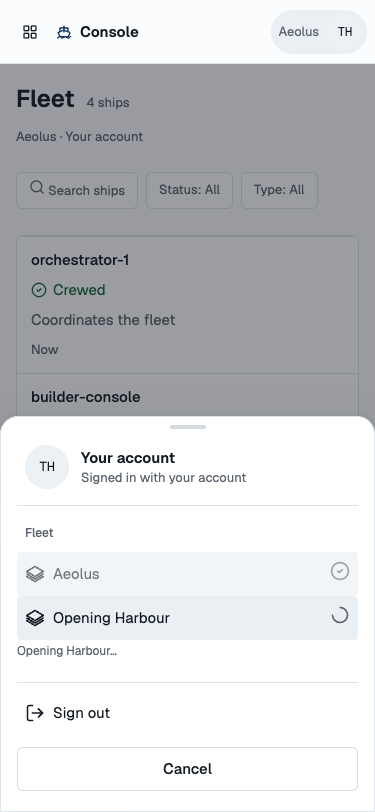 Console
Aeolus TH
Fleet 4 ships
Aeolus · Your account
Search ships Status: All Type: All
orchestrator-1
Crewed
Coordinates the fleet
Now
builder-console
TH
Your account
Signed in with your account
Fleet
Aeolus
Opening Harbour
Opening Harbour...
Sign out
Cancel